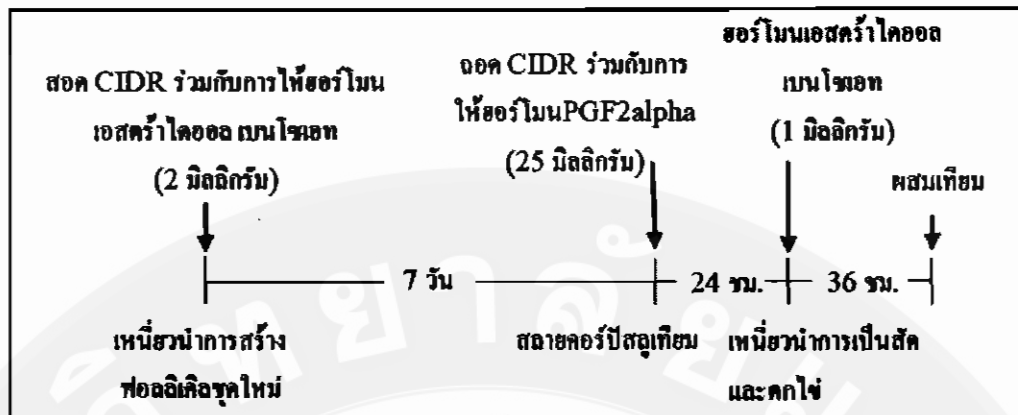 สอด CIDR ร่วมกับการให้ฮอร์โมน
เอสตร้าไดออล เบนโซเอท
(2 มิลลิกรัม)
ถอด CIDR ร่วมกับการ
ให้ฮอร์โมนPGF2alpha
(25 มิลลิกรัม)
ฮอร์โมนเอสตร้าไดออล
เบนโซเอท
(1 มิลลิกรัม)
ผสมเทียม
7 วัน
24 ชม.
36 ชม.
เหนี่ยวนำการสร้าง
ฟอลลิเคิลชุดใหม่
สลายคอร์ปัสลูเทียม
เหนี่ยวนำการเป็นสัด
และตกไข่